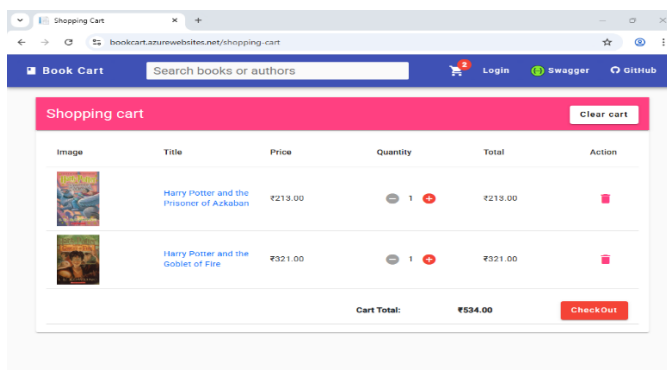 Shopping Cart
bookcart.azurewebsites.net/shopping-cart
Book Cart Search books or authors 2 Login Swagger GitHub
Shopping cart Clear cart
Image Title Price Quantity Total Action
Harry Potter and the
Prisoner of Azkaban ₹213.00 1 ₹213.00
Harry Potter and the
Goblet of Fire ₹321.00 1 ₹321.00
Cart Total: ₹534.00 CheckOut